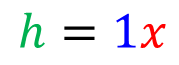 h = 1x